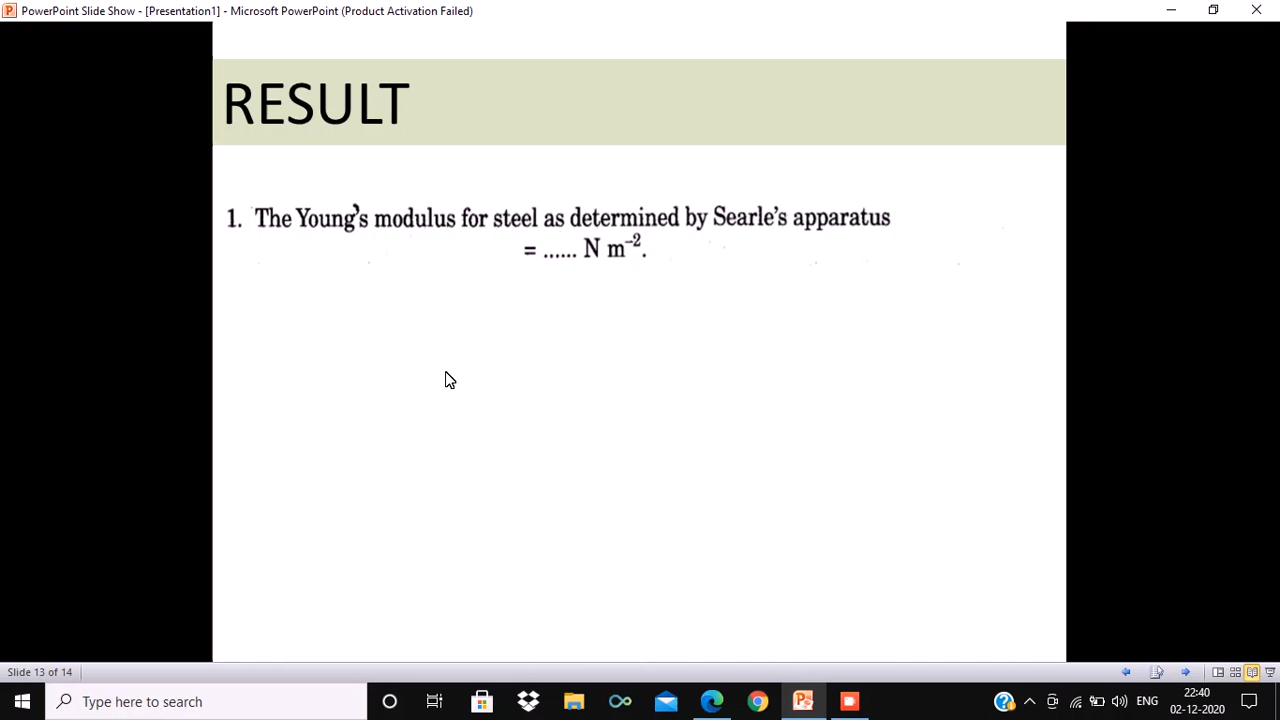 PowerPoint Slide Show - [Presentation1] - Microsoft PowerPoint (Product Activation Failed)
RESULT
1. The Young's modulus for steel as determined by Searle's apparatus
= ...... N m⁻².
Slide 13 of 14
Type here to search
ENG
22:40
02-12-2020